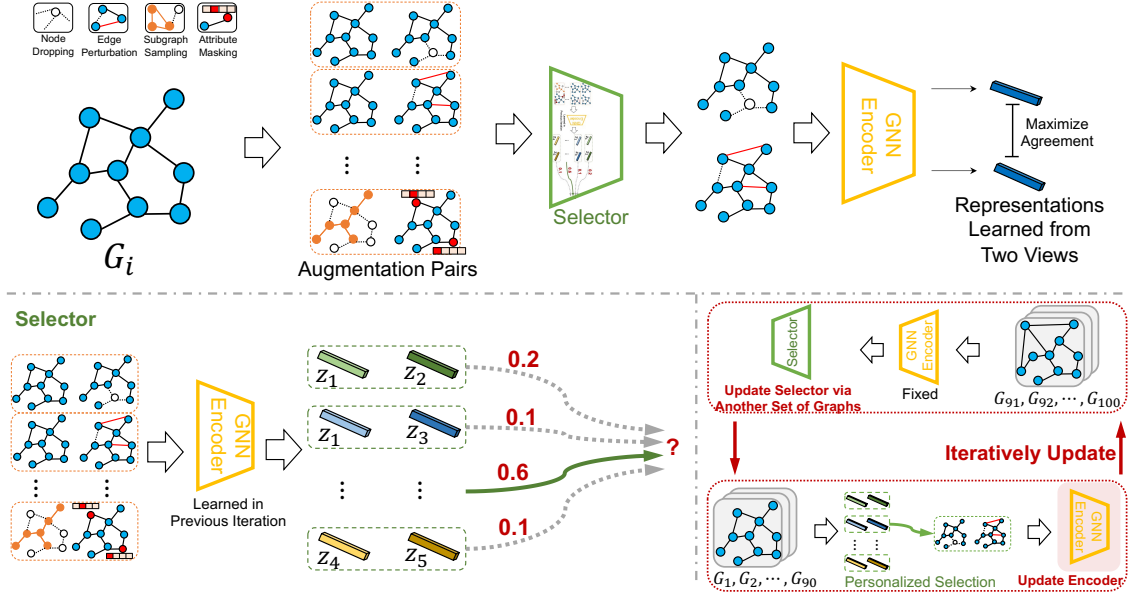 Node
Dropping
Edge
Perturbation
Subgraph
Sampling
Attribute
Masking
G_i
Augmentation Pairs
Selector
GNN
Encoder
Maximize
Agreement
Representations
Learned from
Two Views
Selector
GNN
Encoder
Learned in
Previous Iteration
z_1 z_2
z_1 z_3
z_4 z_5
0.2
0.1
0.6
0.1
?
Selector
Update Selector via
Another Set of Graphs
GNN
Encoder
Fixed
G_91, G_92, ⋯, G_100
Iteratively Update
G_1, G_2, ⋯, G_90
Personalized Selection
GNN
Encoder
Update Encoder